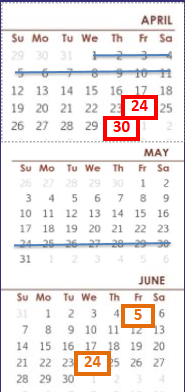 APRIL
Su Mo Tu We Th Fr Sa
29 30 31 1 2 3 4
5 6 7 8 9 10 11
12 13 14 15 16 17 18
19 20 21 22 23 24 25
26 27 28 29 30 1 2
MAY
Su Mo Tu We Th Fr Sa
26 27 28 29 30 1 2
3 4 5 6 7 8 9
10 11 12 13 14 15 16
17 18 19 20 21 22 23
24 25 26 27 28 29 30
31 1 2 3 4 5 6
JUNE
Su Mo Tu We Th Fr Sa
31 1 2 3 4 5 6
7 8 9 10 11 12 13
14 15 16 17 18 19 20
21 22 23 24 25 26 27
28 29 30 1 2 3 4